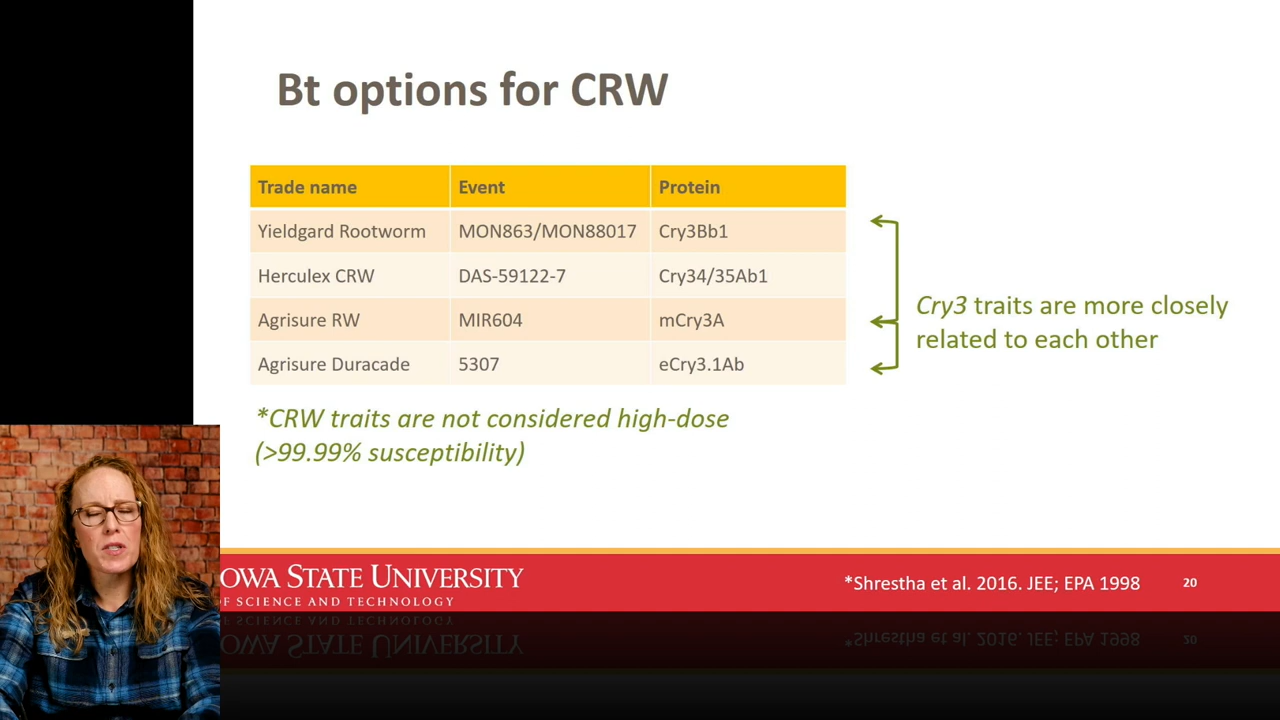 Bt options for CRW
Trade name Event Protein
Yieldgard Rootworm MON863/MON88017 Cry3Bb1
Herculex CRW DAS-59122-7 Cry34/35Ab1
Agrisure RW MIR604 mCry3A
Agrisure Duracade 5307 eCry3.1Ab
Cry3 traits are more closely
related to each other
*CRW traits are not considered high-dose
(>99.99% susceptibility)
OWA STATE UNIVERSITY
F SCIENCE AND TECHNOLOGY
*Shrestha et al. 2016. JEE; EPA 1998
20